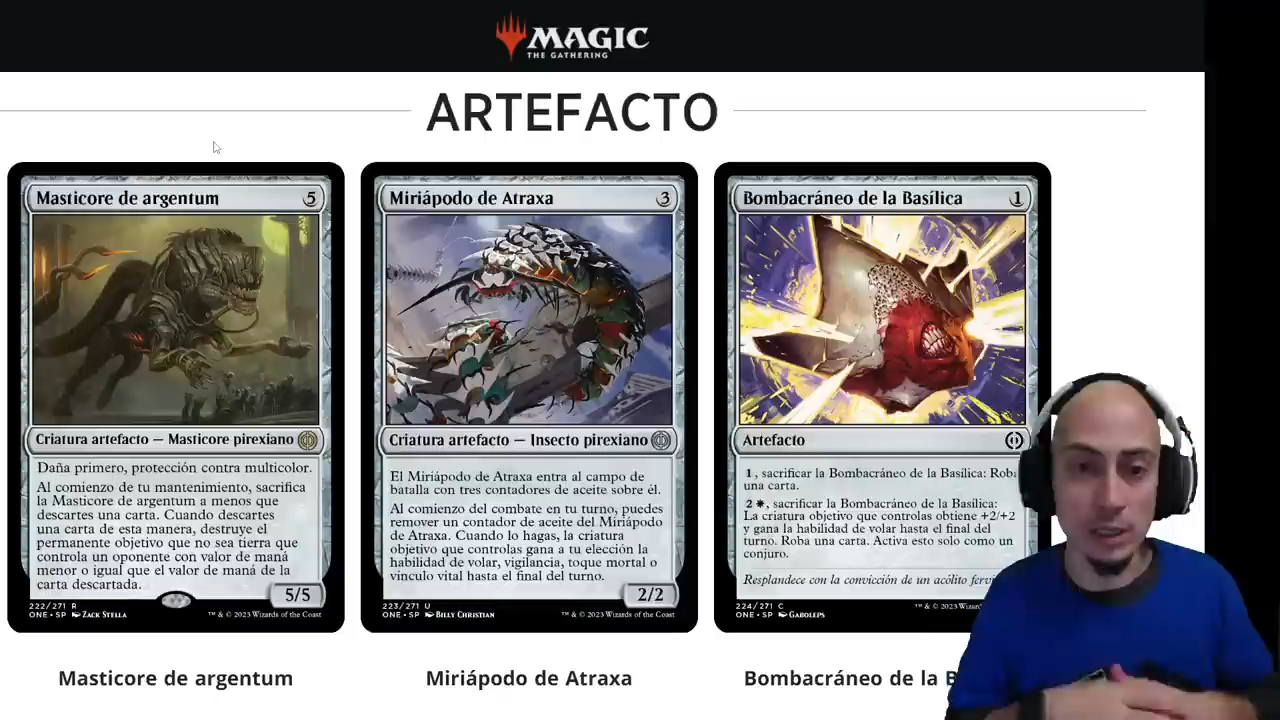 MAGIC
THE GATHERING
ARTEFACTO
Masticore de argentum 5
Criatura artefacto — Masticore pirexiano
Daña primero, protección contra multicolor.
Al comienzo de tu mantenimiento, sacrifica
la Masticore de argentum a menos que
descartes una carta. Cuando descartes
una carta de esta manera, destruye el
permanente objetivo que no sea tierra que
controla un oponente con valor de maná
menor o igual que el valor de maná de la
carta descartada.
5/5
222/271 R
ONE • SP ZACK STELLA
™ & © 2023 Wizards of the Coast
Miriápodo de Atraxa 3
Criatura artefacto — Insecto pirexiano
El Miriápodo de Atraxa entra al campo de
batalla con tres contadores de aceite sobre él.
Al comienzo del combate en tu turno, puedes
remover un contador de aceite del Miriápodo
de Atraxa. Cuando lo hagas, la criatura
objetivo que controlas gana a tu elección la
habilidad de volar, vigilancia, toque mortal o
vínculo vital hasta el final del turno.
2/2
223/271 U
ONE • SP BILLY CHRISTIAN
™ & © 2023 Wizards of the Coast
Bombacráneo de la Basílica 1
Artefacto
1, sacrificar la Bombacráneo de la Basílica: Roba
una carta.
2, sacrificar la Bombacráneo de la Basílica:
La criatura objetivo que controlas obtiene +2/+2
y gana la habilidad de volar hasta el final del
turno. Roba una carta. Activa esto solo como un
conjuro.
Resplandece con la convicción de un acólito
224/271 C
ONE • SP GABOLEPS
™ & © 2023
Masticore de argentum
Miriápodo de Atraxa
Bombacráneo de la